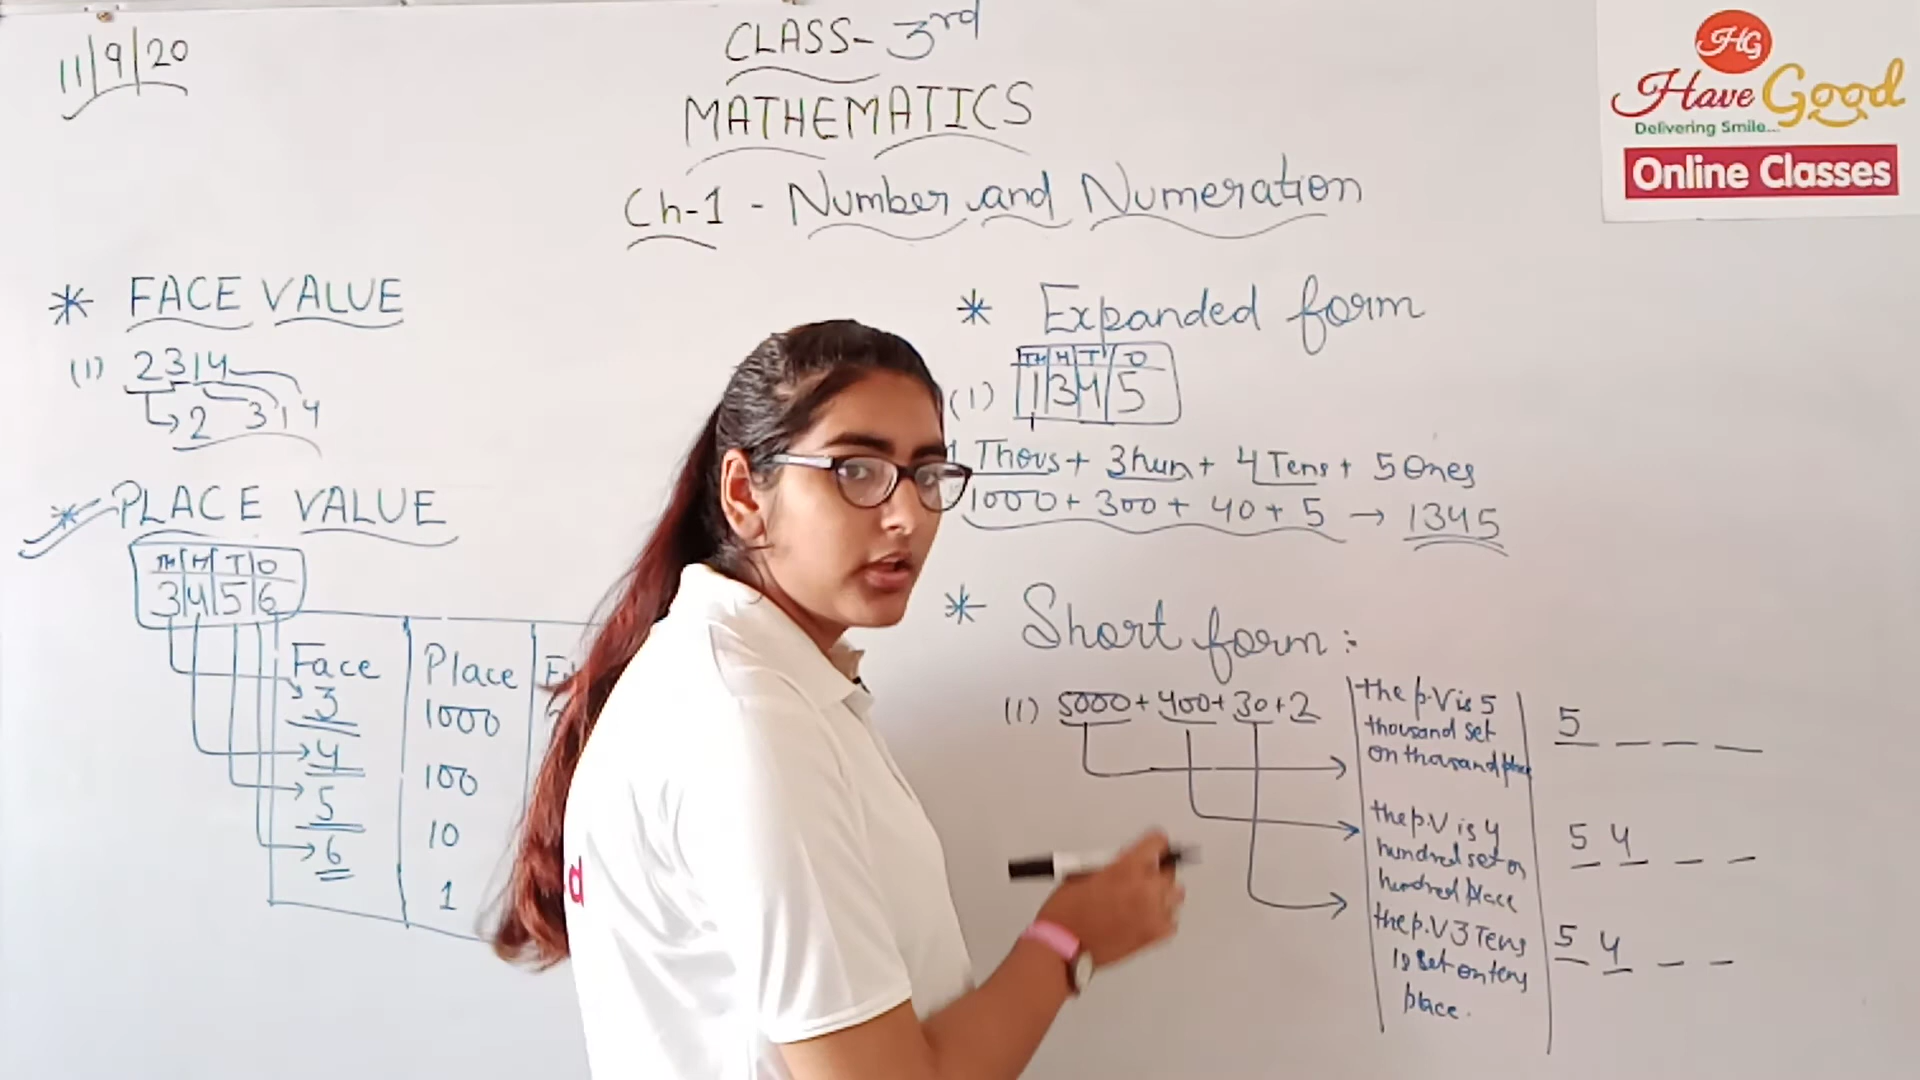 11/9/20
CLASS- 3rd
MATHEMATICS
Ch-1 - Number and Numeration
HG
Have Good
Delivering Smile...
Online Classes
* FACE VALUE
(1) 2314
2 3 1 4
* PLACE VALUE
TH H T O
3 4 5 6
Face Place
3 1000
4 100
5 10
6 1
* Expanded form
TH H T O
(1) 1 3 4 5
1 Thous + 3 hun + 4 Tens + 5 Ones
1000 + 300 + 40 + 5 → 1345
* Short form :
(1) 5000 + 400 + 30 + 2
the p.V is 5
thousand set
on thousand place
5 _ _ _
the p.V is 4
hundred set on
hundred place
5 4 _ _
the p.V 3 Tens
is set on tens
place.
5 4 _ _
d